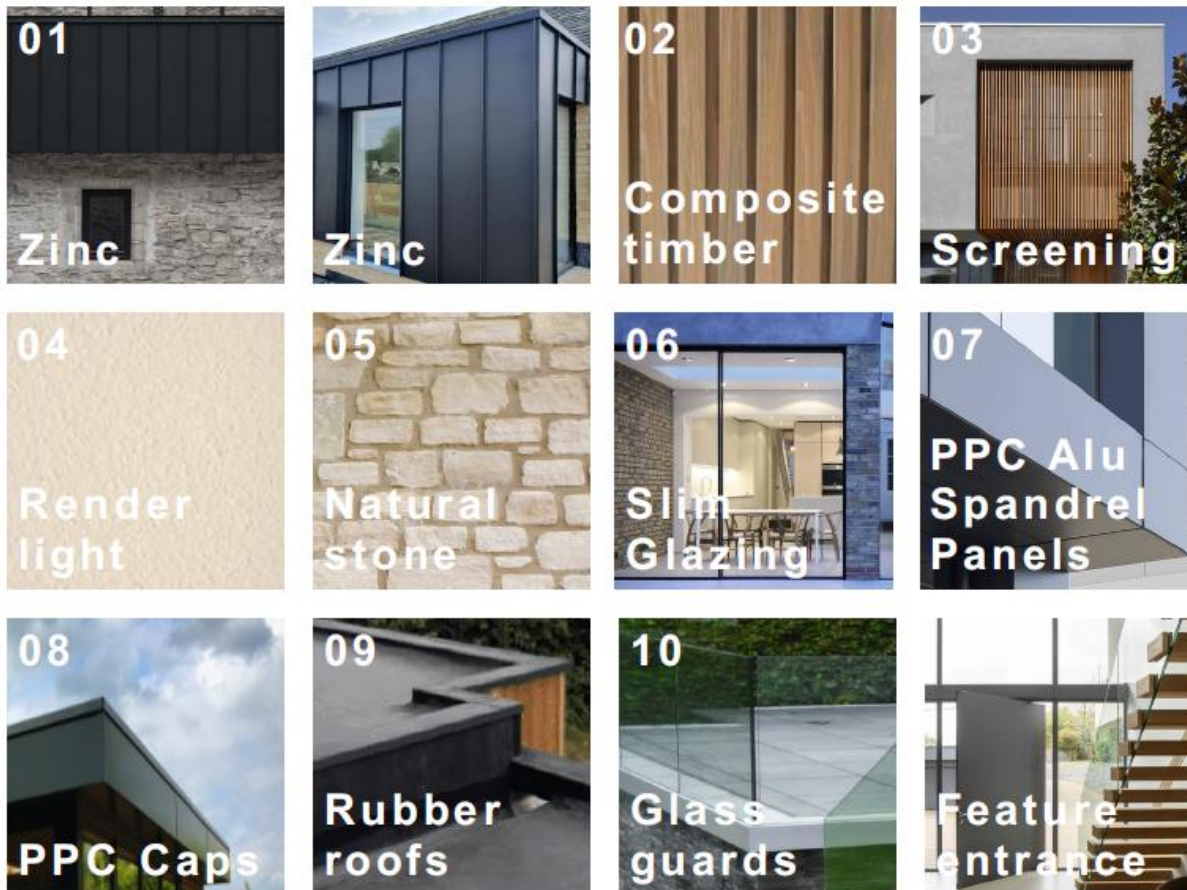 01
Zinc
Zinc
02
Composite
timber
03
Screening
04
Render
light
05
Natural
stone
06
Slim
Glazing
07
PPC Alu
Spandrel
Panels
08
PPC Caps
09
Rubber
roofs
10
Glass
guards
Feature
entrance